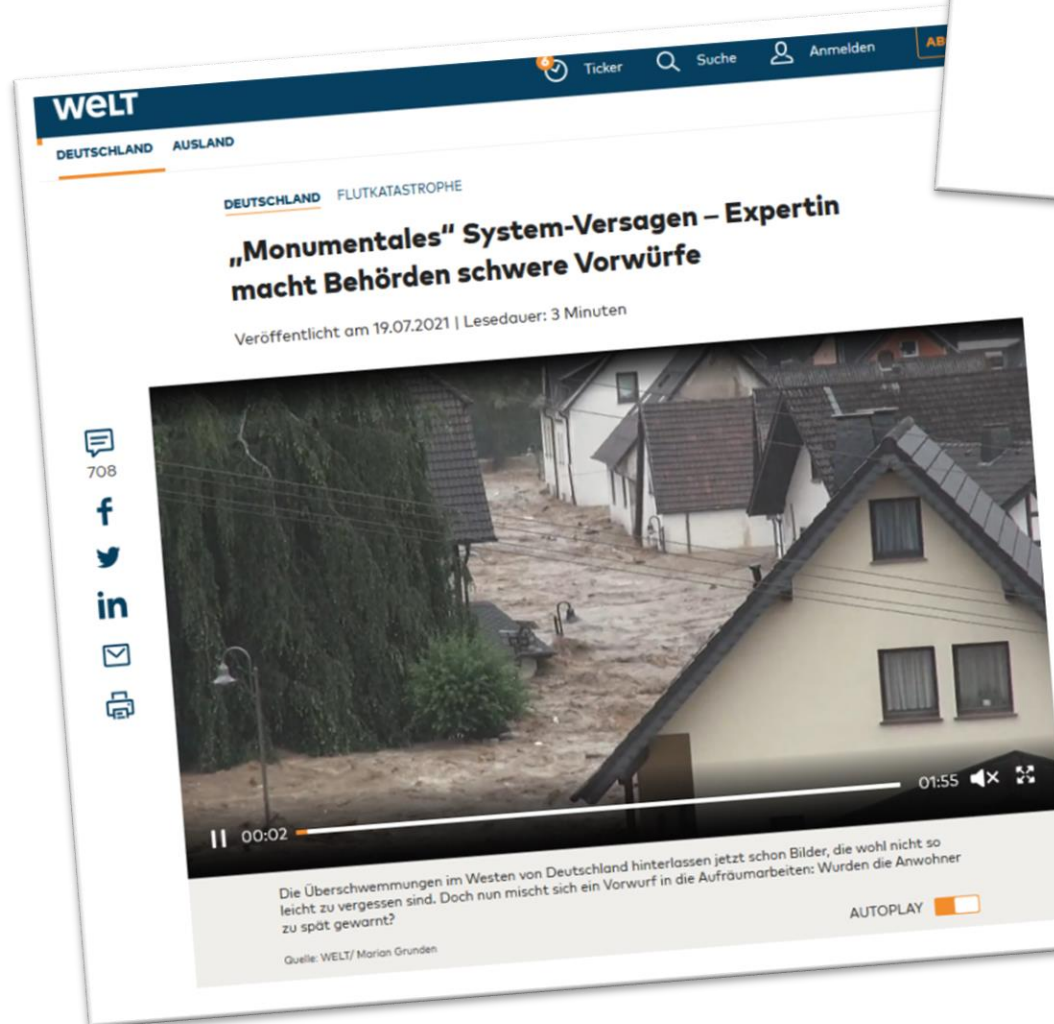 WELT
6 Ticker Suche Anmelden
DEUTSCHLAND AUSLAND
DEUTSCHLAND FLUTKATASTROPHE
„Monumentales“ System-Versagen – Expertin
macht Behörden schwere Vorwürfe
Veröffentlicht am 19.07.2021 | Lesedauer: 3 Minuten
708
00:02 01:55
Die Überschwemmungen im Westen von Deutschland hinterlassen jetzt schon Bilder, die wohl nicht so
leicht zu vergessen sind. Doch nun mischt sich ein Vorwurf in die Aufräumarbeiten: Wurden die Anwohner
zu spät gewarnt?
AUTOPLAY
Quelle: WELT/ Marian Grunden